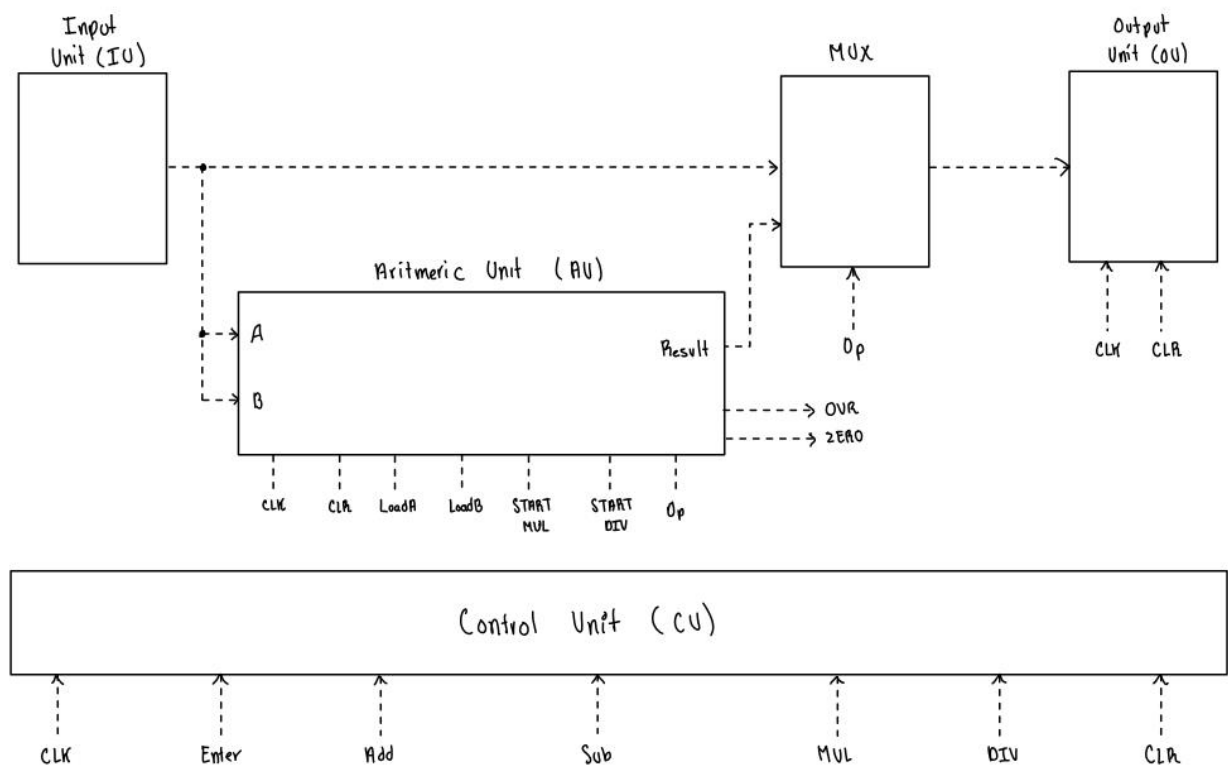 Input
Unit (IU)
MUX
Output
Unit (OU)
Aritmeric Unit (AU)
A
B
Result
Op
CLK
CLR
OVR
ZERO
CLK
CLR
LoadA
LoadB
START
MUL
START
DIV
Op
Control Unit (CU)
CLK
Enter
Add
Sub
MUL
DIV
CLR